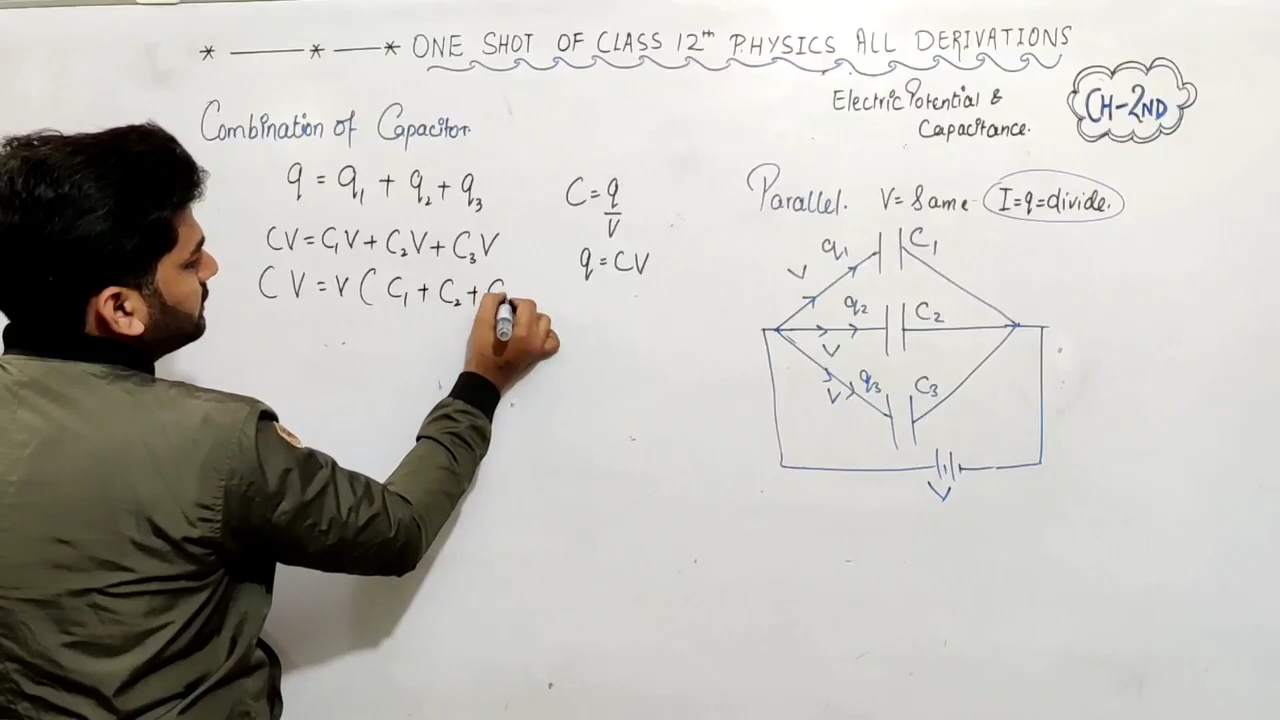 * —— * — * ONE SHOT OF CLASS 12th PHYSICS ALL DERIVATIONS
Electric Potential &
Capacitance.
CH-2ND
Combination of Capacitor.
q = q₁ + q₂ + q₃
CV = C₁V + C₂V + C₃V
CV = V ( C₁ + C₂ + C
C = q/V
q = CV
Parallel. V = Same I = q = divide.
q₁ C₁
V
q₂ C₂
V
q₃ C₃
V
V